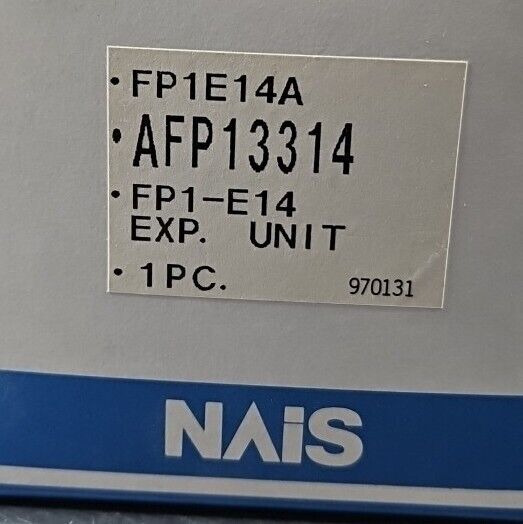 · FP1E14A
· AFP13314
· FP1-E14
EXP. UNIT
· 1PC. 970131
NAiS